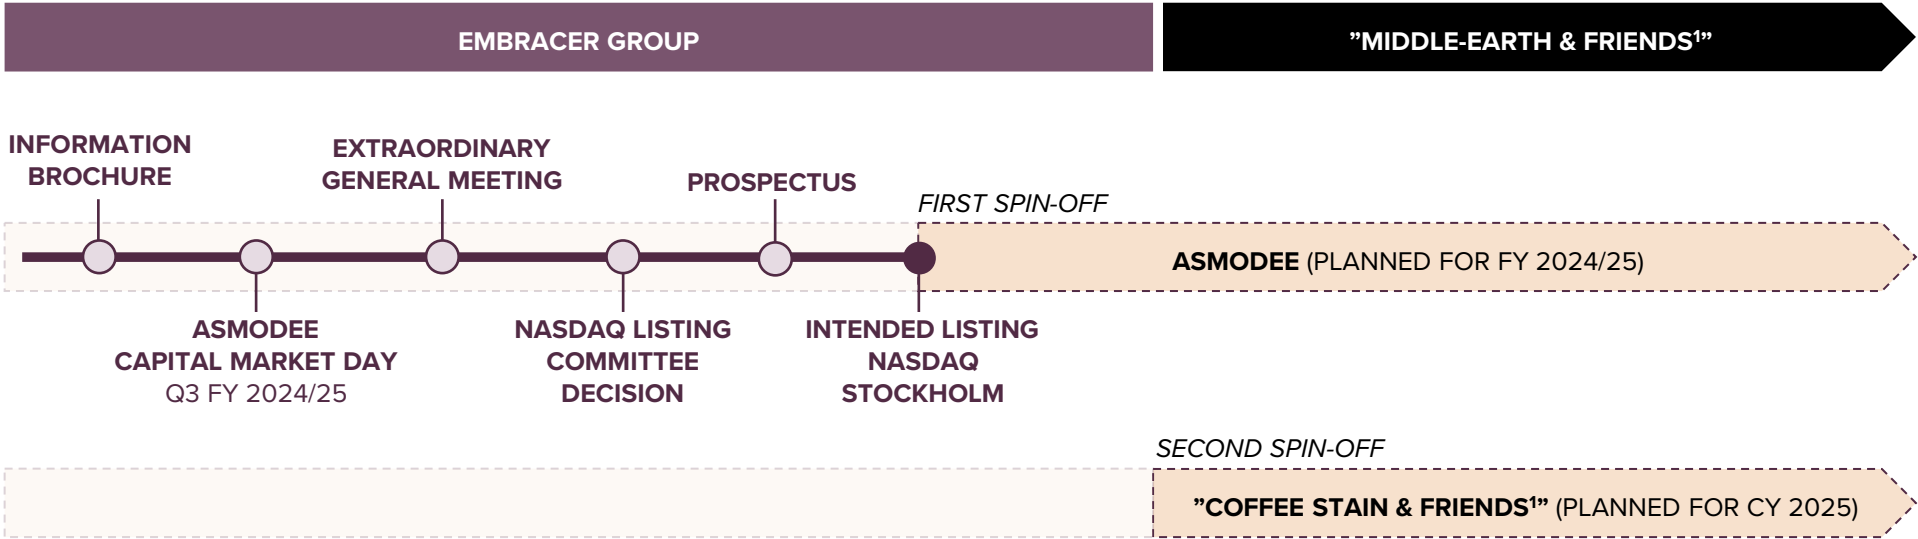 EMBRACER GROUP
”MIDDLE-EARTH & FRIENDS¹”
INFORMATION
BROCHURE
EXTRAORDINARY
GENERAL MEETING
PROSPECTUS
FIRST SPIN-OFF
ASMODEE (PLANNED FOR FY 2024/25)
ASMODEE
CAPITAL MARKET DAY
Q3 FY 2024/25
NASDAQ LISTING
COMMITTEE
DECISION
INTENDED LISTING
NASDAQ
STOCKHOLM
SECOND SPIN-OFF
”COFFEE STAIN & FRIENDS¹” (PLANNED FOR CY 2025)